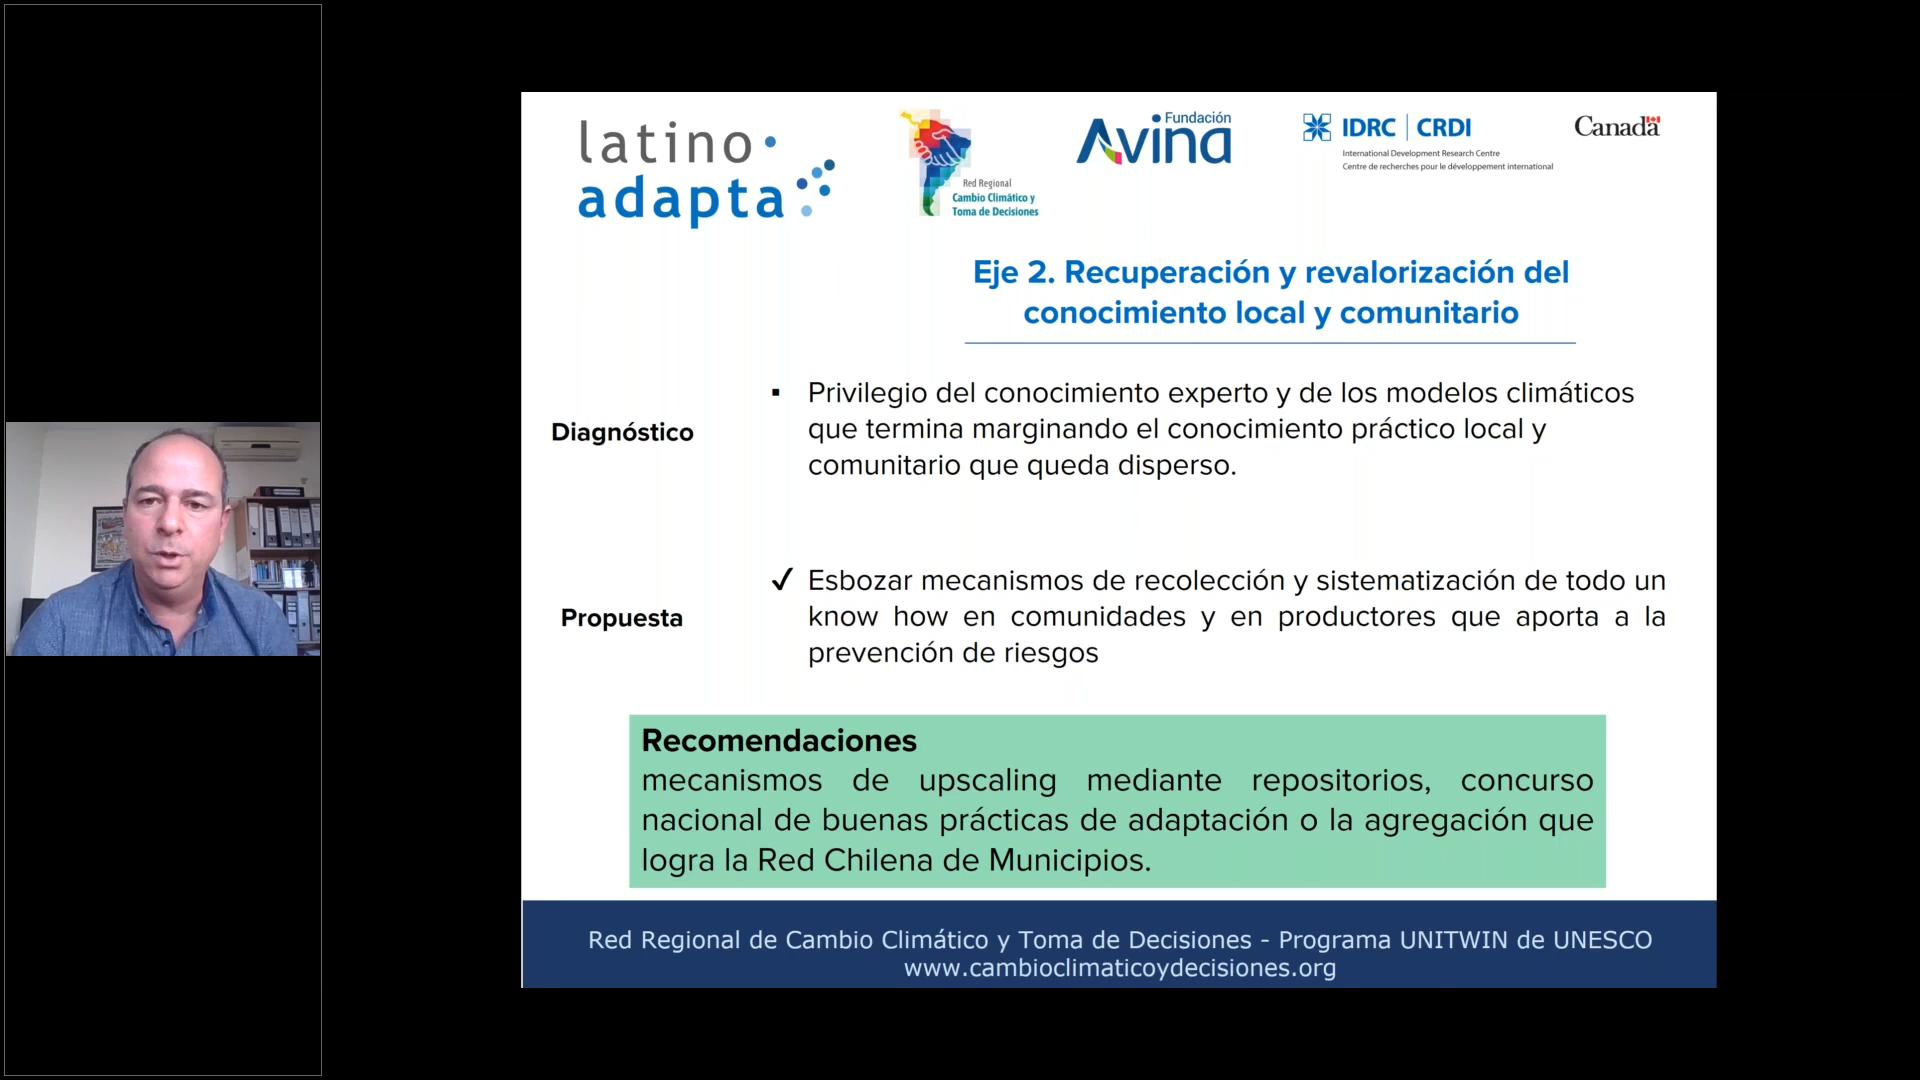 latino
adapta
Red Regional
Cambio Climático y
Toma de Decisiones
Fundación
Avina
IDRC | CRDI
International Development Research Centre
Centre de recherches pour le développement international
Canada
Eje 2. Recuperación y revalorización del
conocimiento local y comunitario
Diagnóstico
▪ Privilegio del conocimiento experto y de los modelos climáticos
que termina marginando el conocimiento práctico local y
comunitario que queda disperso.
Propuesta
✓ Esbozar mecanismos de recolección y sistematización de todo un
know how en comunidades y en productores que aporta a la
prevención de riesgos
Recomendaciones
mecanismos de upscaling mediante repositorios, concurso
nacional de buenas prácticas de adaptación o la agregación que
logra la Red Chilena de Municipios.
Red Regional de Cambio Climático y Toma de Decisiones - Programa UNITWIN de UNESCO
www.cambioclimaticoydecisiones.org